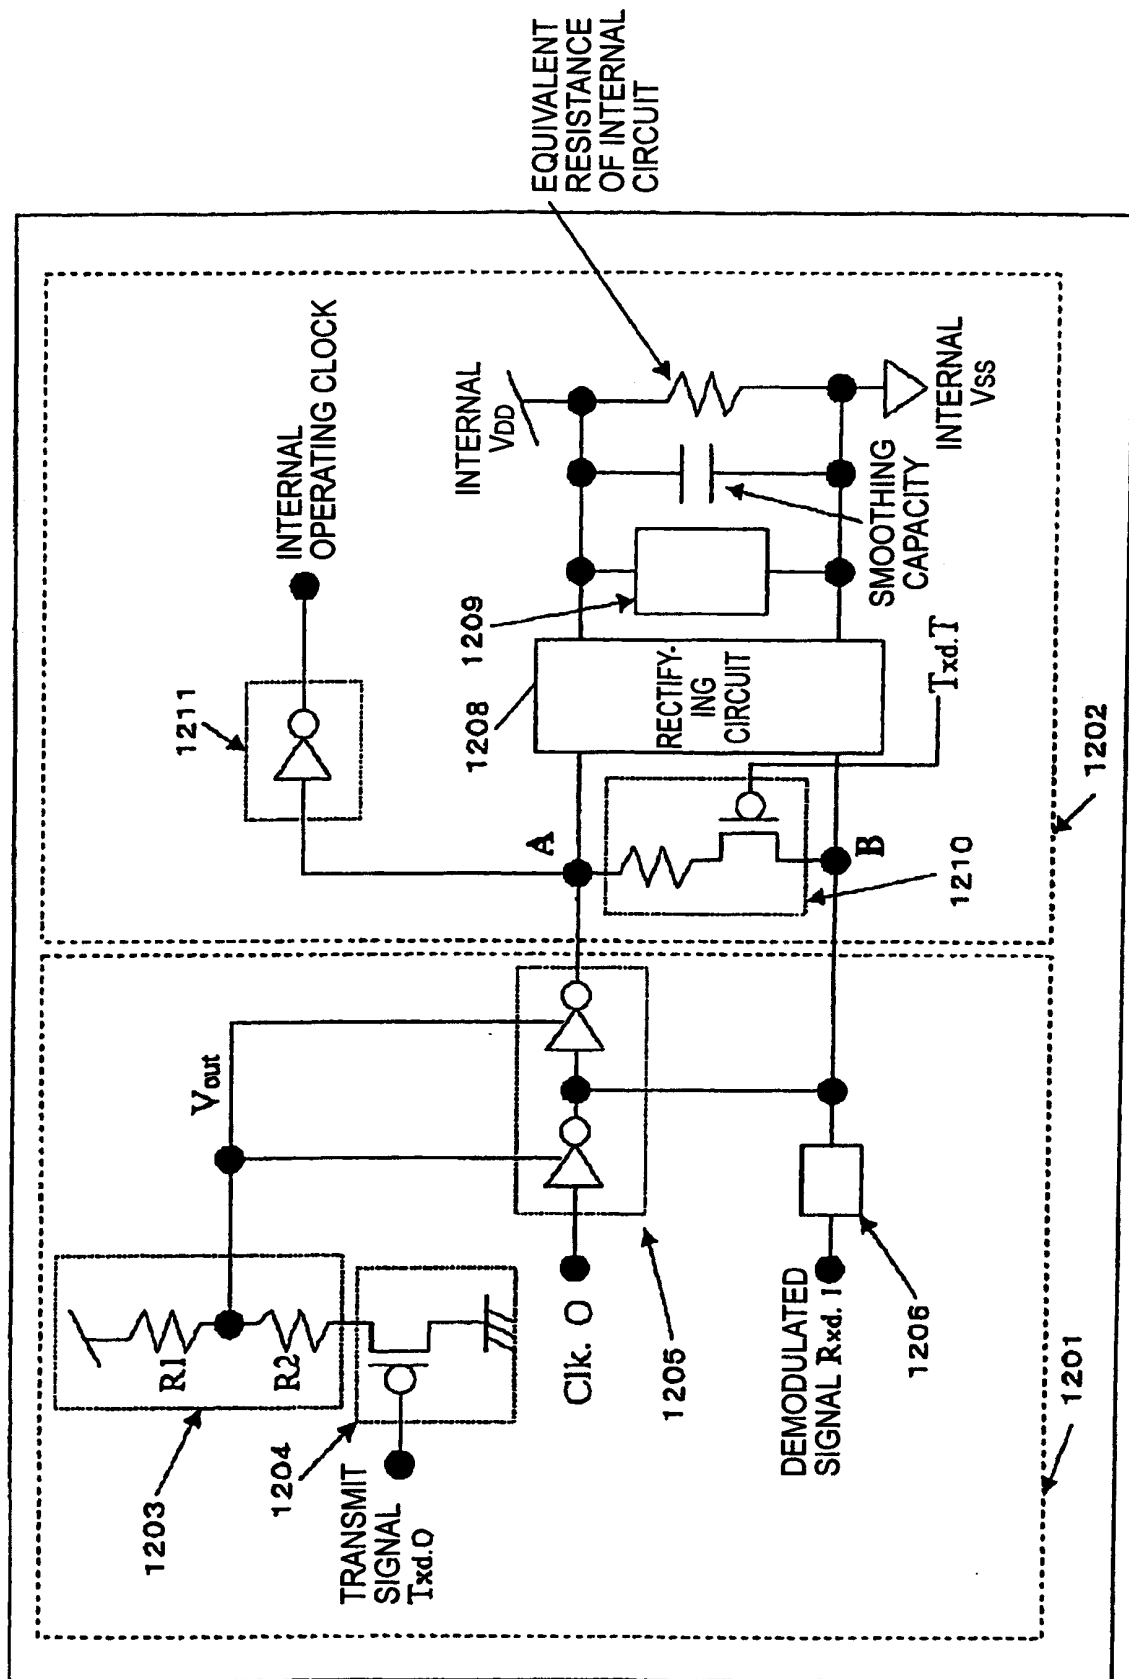 1203
R1
R2
Vout
1204
TRANSMIT
SIGNAL
Txd.O
Clk. O
1205
DEMODULATED
SIGNAL Rxd. I
1206
1201
1211
INTERNAL
OPERATING CLOCK
A
B
1210
1208
RECTIFY-
ING
CIRCUIT
1209
INTERNAL
VDD
SMOOTHING
CAPACITY
INTERNAL
VSS
Txd.T
1202
EQUIVALENT
RESISTANCE
OF INTERNAL
CIRCUIT